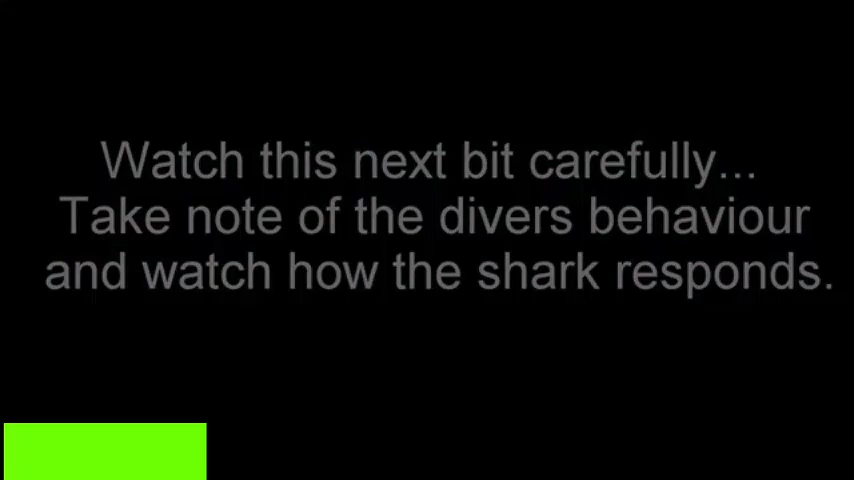 Watch this next bit carefully...
Take note of the divers behaviour
and watch how the shark responds.